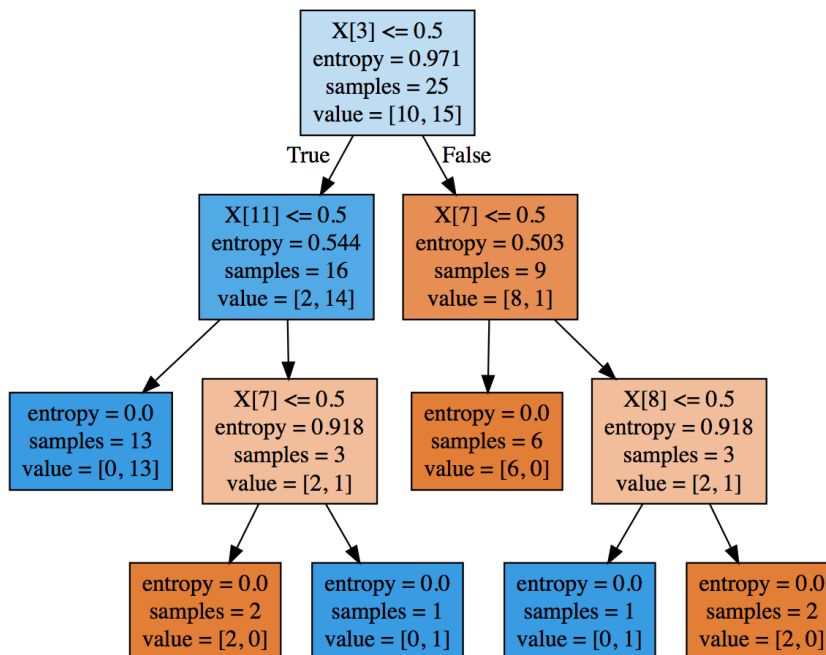 X[3] <= 0.5
entropy = 0.971
samples = 25
value = [10, 15]
True
False
X[11] <= 0.5
entropy = 0.544
samples = 16
value = [2, 14]
X[7] <= 0.5
entropy = 0.503
samples = 9
value = [8, 1]
entropy = 0.0
samples = 13
value = [0, 13]
X[7] <= 0.5
entropy = 0.918
samples = 3
value = [2, 1]
entropy = 0.0
samples = 6
value = [6, 0]
X[8] <= 0.5
entropy = 0.918
samples = 3
value = [2, 1]
entropy = 0.0
samples = 2
value = [2, 0]
entropy = 0.0
samples = 1
value = [0, 1]
entropy = 0.0
samples = 1
value = [0, 1]
entropy = 0.0
samples = 2
value = [2, 0]